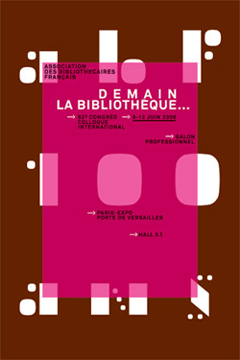 ASSOCIATION
DES BIBLIOTHÉCAIRES
FRANÇAIS
DEMAIN
LA BIBLIOTHÈQUE...
→ 52e CONGRÈS
COLLOQUE
INTERNATIONAL
→ 9-12 JUIN 2006
→ SALON
PROFESSIONNEL
→ PARIS-EXPO
PORTE DE VERSAILLES
→ HALL 5.1